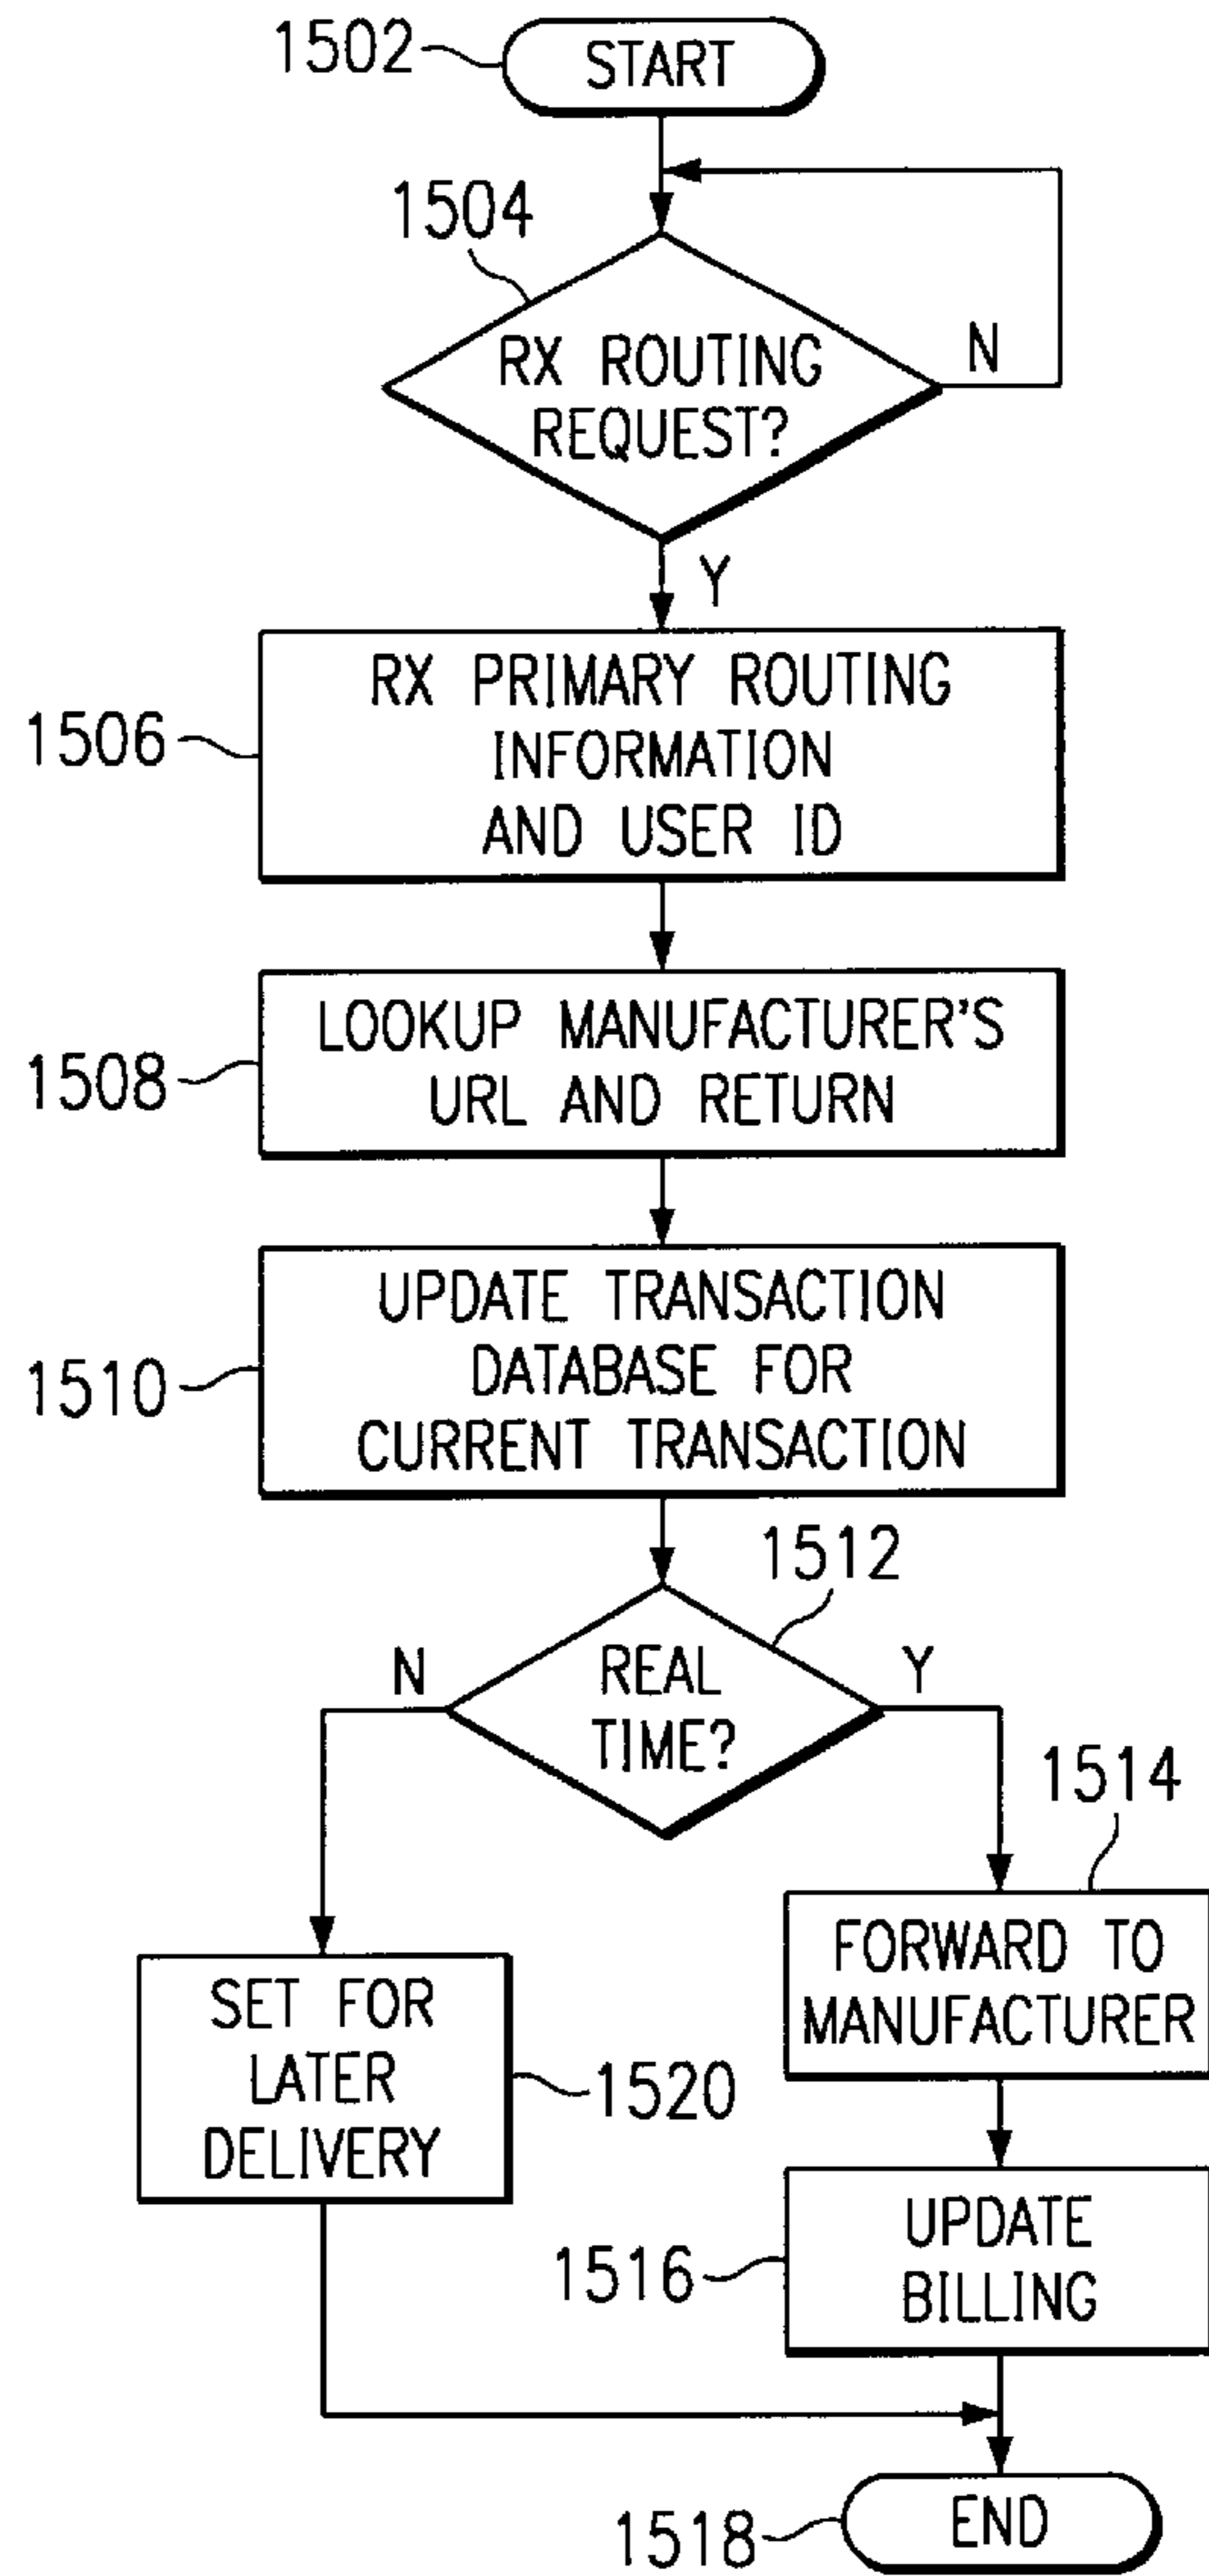 1502
START
1504
RX ROUTING
REQUEST?
N
Y
1506
RX PRIMARY ROUTING
INFORMATION
AND USER ID
1508
LOOKUP MANUFACTURER'S
URL AND RETURN
1510
UPDATE TRANSACTION
DATABASE FOR
CURRENT TRANSACTION
1512
N
REAL
TIME?
Y
1514
FORWARD TO
MANUFACTURER
SET FOR
LATER
DELIVERY
1520
1516
UPDATE
BILLING
1518
END